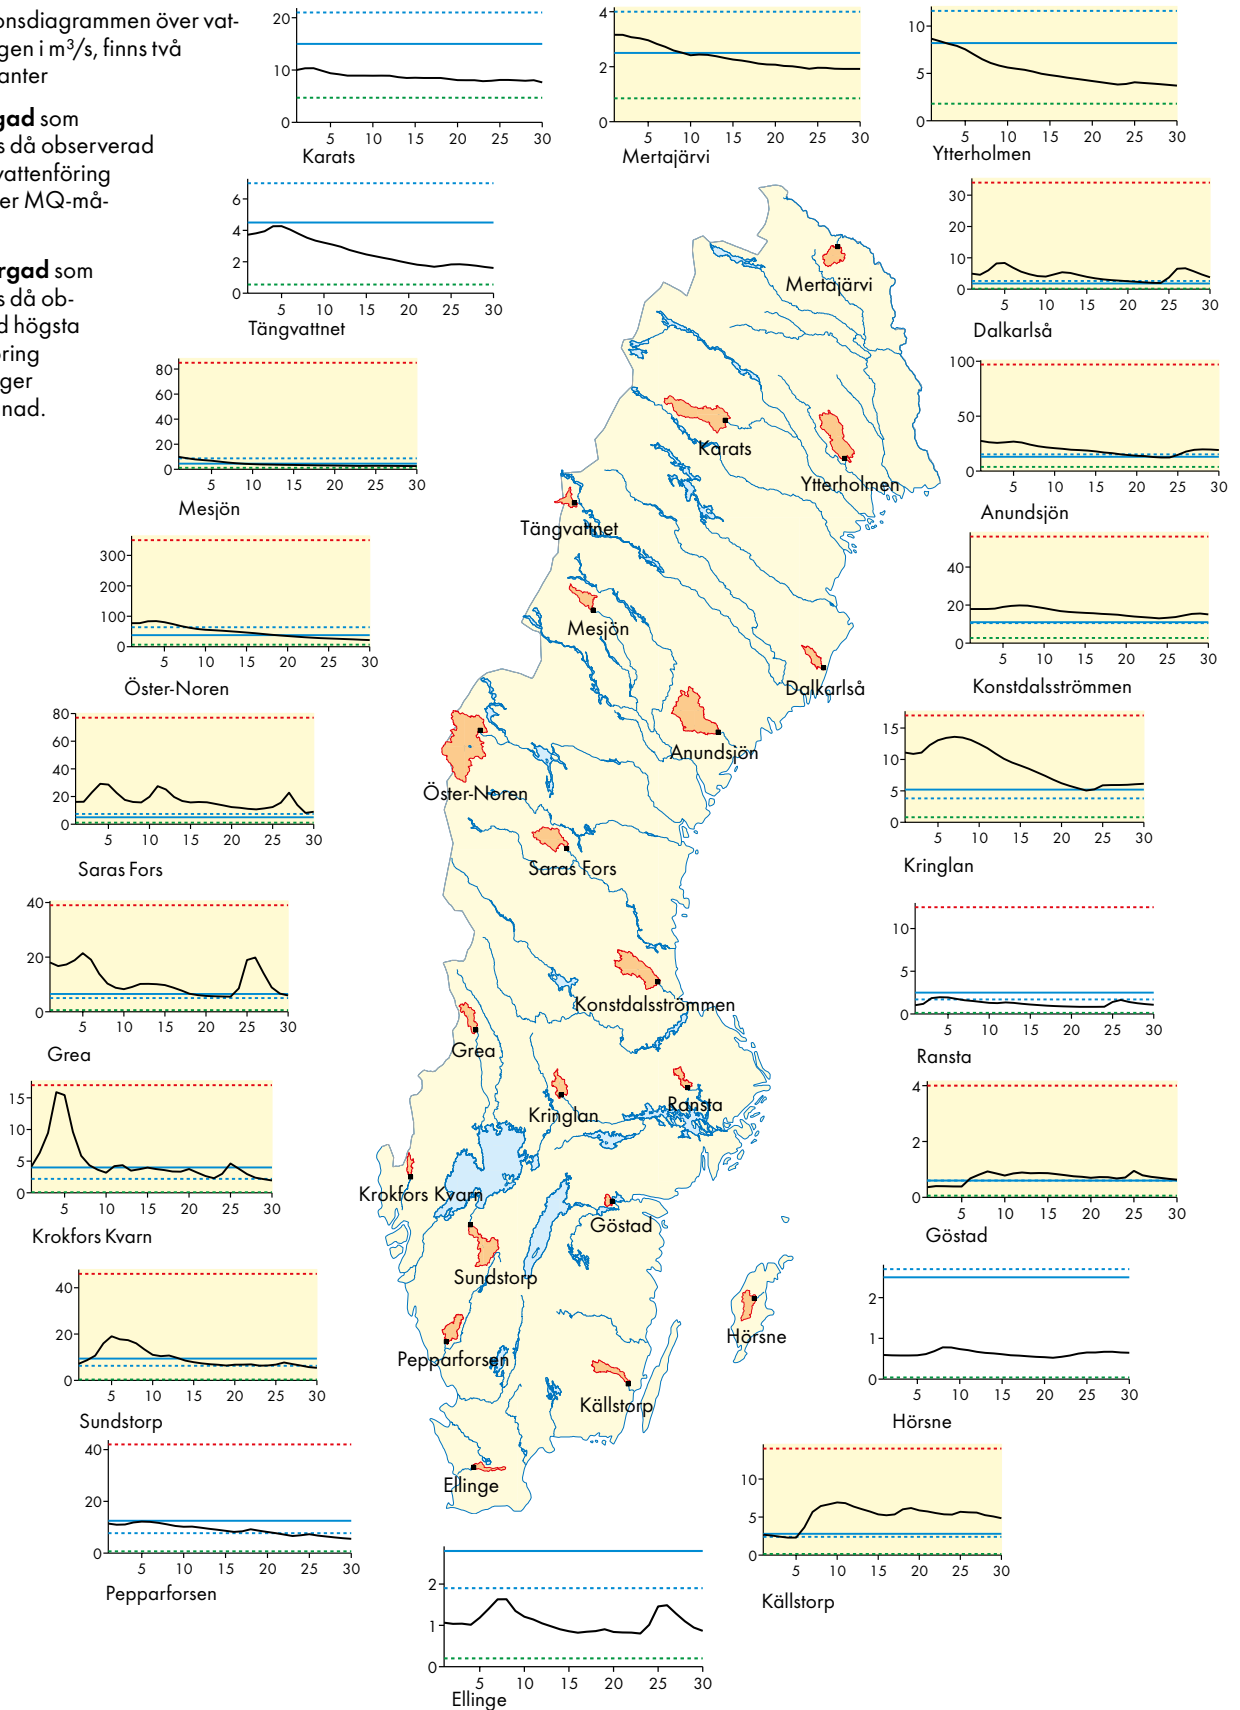 onsdiagrammen över vat-
gen i m³/s, finns två
anter
gad som
s då observerad
vattenföring
er MQ-må-
rgad som
s då ob-
d högsta
öring
ger
nad.
20
10
0
5 10 15 20 25 30
Karats
4
2
0
5 10 15 20 25 30
Mertajärvi
10
5
0
5 10 15 20 25 30
Ytterholmen
6
4
2
0
5 10 15 20 25 30
Tängvattnet
30
20
10
0
5 10 15 20 25 30
Dalkarlså
80
60
40
20
0
5 10 15 20 25 30
Mesjön
100
50
0
5 10 15 20 25 30
Anundsjön
300
200
100
0
5 10 15 20 25 30
Öster-Noren
40
20
0
5 10 15 20 25 30
Konstdalsströmmen
80
60
40
20
0
5 10 15 20 25 30
Saras Fors
15
10
5
0
5 10 15 20 25 30
Kringlan
40
20
0
5 10 15 20 25 30
Grea
10
5
0
5 10 15 20 25 30
Ransta
15
10
5
0
5 10 15 20 25 30
Krokfors Kvarn
4
2
0
5 10 15 20 25 30
Göstad
40
20
0
5 10 15 20 25 30
Sundstorp
2
1
0
5 10 15 20 25 30
Hörsne
40
20
0
5 10 15 20 25 30
Pepparforsen
10
5
0
5 10 15 20 25 30
Källstorp
2
1
0
5 10 15 20 25 30
Ellinge
Mertajärvi
Karats
Ytterholmen
Tängvattnet
Mesjön
Dalkarlså
Anundsjön
Öster-Noren
Saras Fors
Konstdalsströmmen
Grea
Kringlan
Ransta
Krokfors Kvarn
Göstad
Sundstorp
Hörsne
Pepparforsen
Källstorp
Ellinge